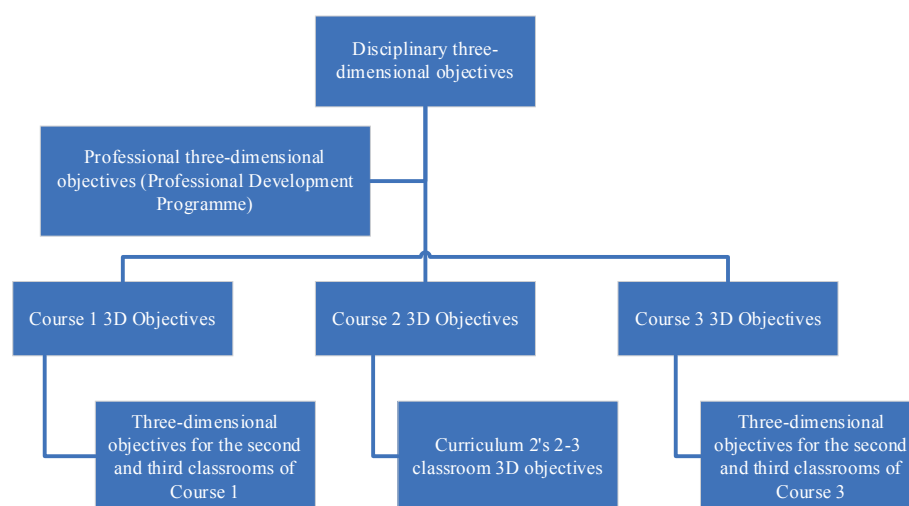 Disciplinary three-
dimensional objectives
Professional three-dimensional
objectives (Professional Development
Programme)
Course 1 3D Objectives
Course 2 3D Objectives
Course 3 3D Objectives
Three-dimensional
objectives for the second
and third classrooms of
Course 1
Curriculum 2's 2-3
classroom 3D objectives
Three-dimensional
objectives for the second
and third classrooms of
Course 3